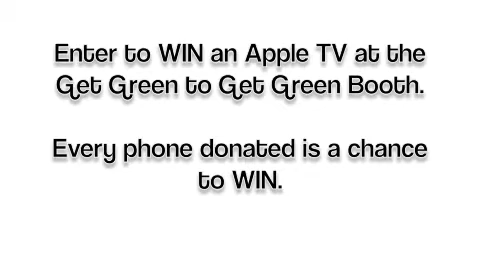 Enter to WIN an Apple TV at the
Get Green to Get Green Booth.
Every phone donated is a chance
to WIN.